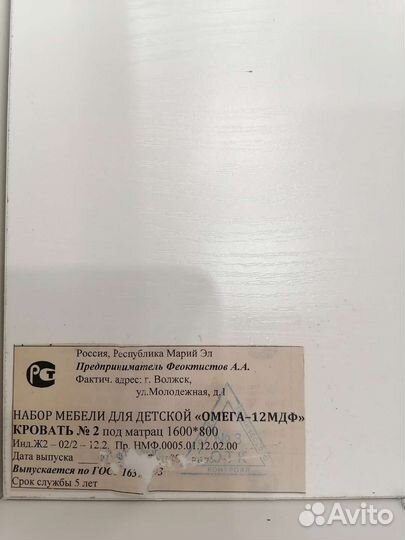 Россия, Республика Марий Эл
Предприниматель Феоктистов А.А.
Фактич. адрес: г. Волжск,
ул.Молодежная, д.1
НАБОР МЕБЕЛИ ДЛЯ ДЕТСКОЙ «ОМЕГА-12МДФ»
КРОВАТЬ № 2 под матрац 1600*800
Инд.Ж2 – 02/2 – 12.2. Пр. НМФ.0005.01.12.02.00
Дата выпуска
Выпускается по ГОС
Срок службы 5 лет
Avito